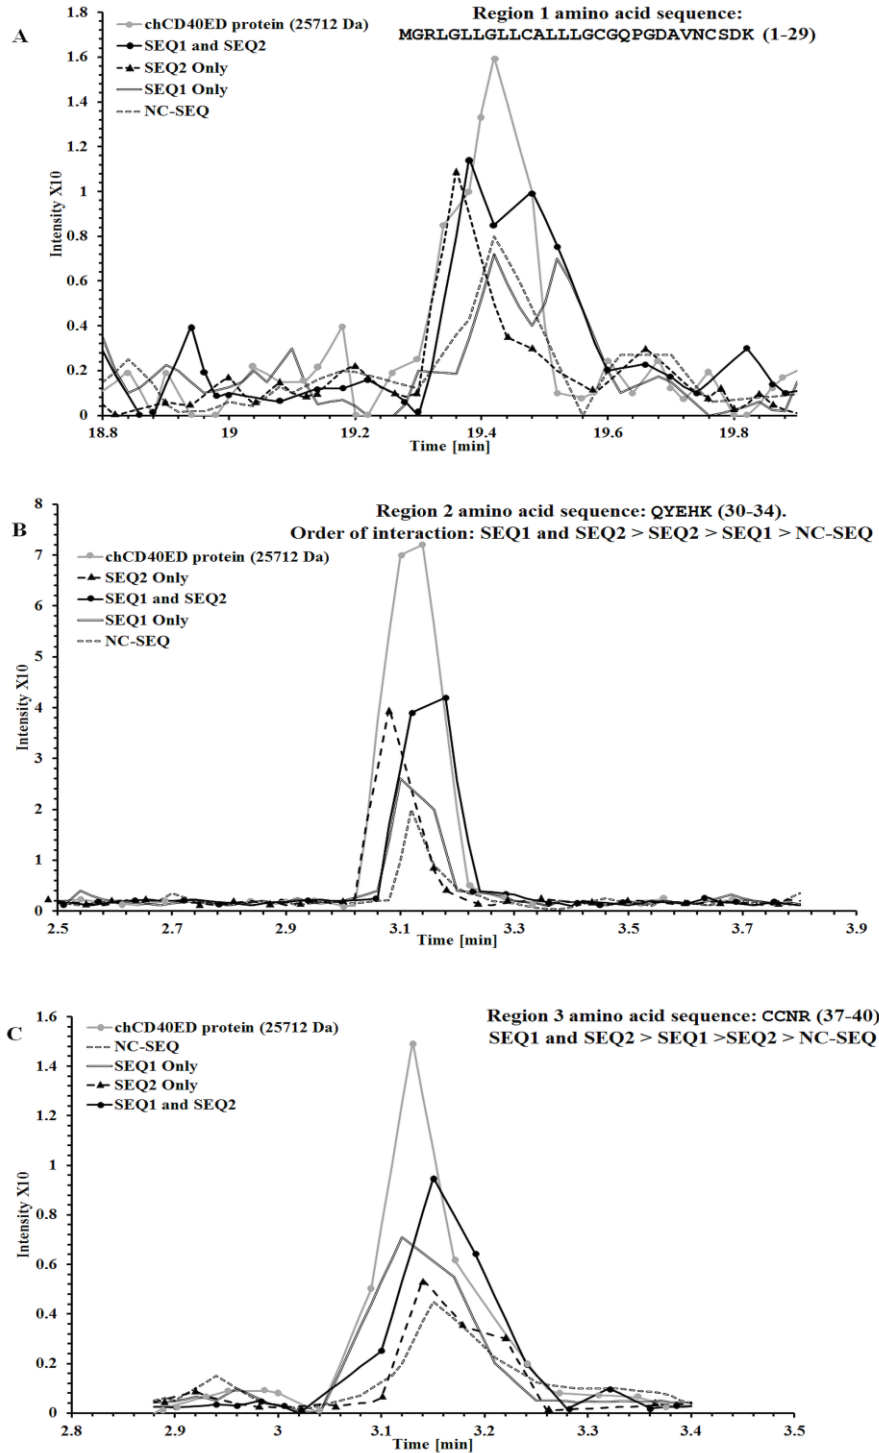 A
Region 1 amino acid sequence:
MGRLGLLGLLCALLLGCGQPGDAVNCSDK (1-29)
chCD40ED protein (25712 Da)
SEQ1 and SEQ2
SEQ2 Only
SEQ1 Only
NC-SEQ
Intensity X10
1.8
1.6
1.4
1.2
1
0.8
0.6
0.4
0.2
0
18.8 19 19.2 19.4 19.6 19.8
Time [min]
B
Region 2 amino acid sequence: QYEHK (30-34).
Order of interaction: SEQ1 and SEQ2 > SEQ2 > SEQ1 > NC-SEQ
chCD40ED protein (25712 Da)
SEQ2 Only
SEQ1 and SEQ2
SEQ1 Only
NC-SEQ
Intensity X10
8
7
6
5
4
3
2
1
0
2.5 2.7 2.9 3.1 3.3 3.5 3.7 3.9
Time [min]
C
Region 3 amino acid sequence: CCNR (37-40)
SEQ1 and SEQ2 > SEQ1 >SEQ2 > NC-SEQ
chCD40ED protein (25712 Da)
NC-SEQ
SEQ1 Only
SEQ2 Only
SEQ1 and SEQ2
Intensity X10
1.6
1.4
1.2
1
0.8
0.6
0.4
0.2
0
2.8 2.9 3 3.1 3.2 3.3 3.4 3.5
Time [min]